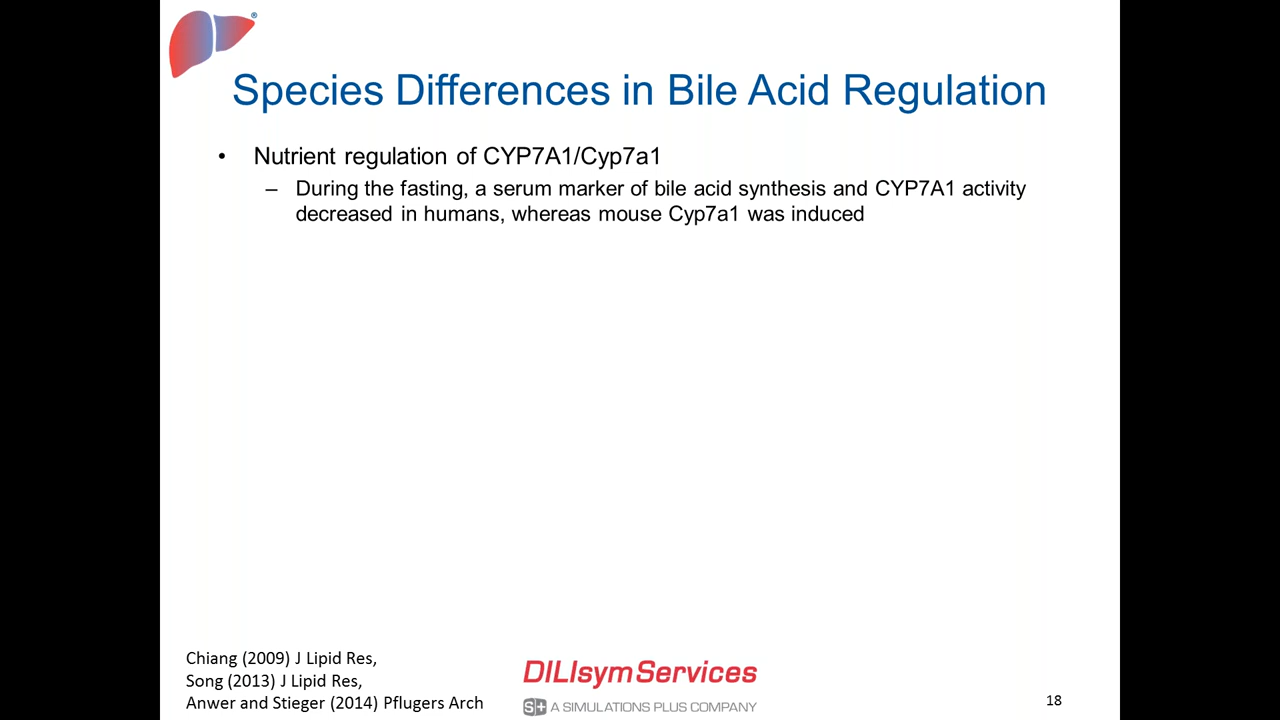 Species Differences in Bile Acid Regulation
• Nutrient regulation of CYP7A1/Cyp7a1
– During the fasting, a serum marker of bile acid synthesis and CYP7A1 activity
decreased in humans, whereas mouse Cyp7a1 was induced
Chiang (2009) J Lipid Res,
Song (2013) J Lipid Res,
Anwer and Stieger (2014) Pflugers Arch
DILIsym Services
S+ A SIMULATIONS PLUS COMPANY
18